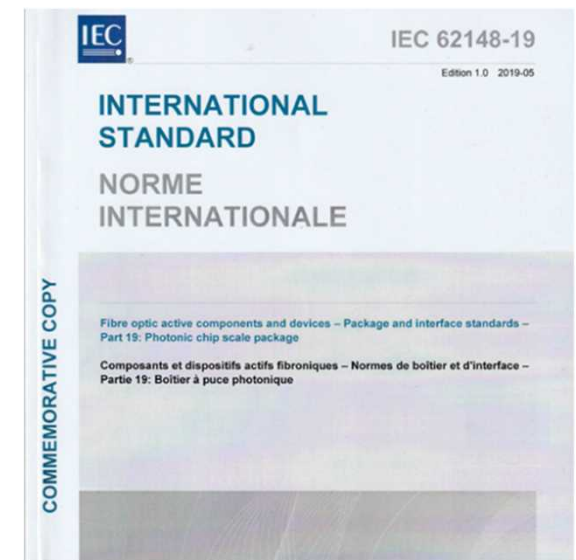 IEC
IEC 62148-19
Edition 1.0 2019-05
INTERNATIONAL
STANDARD
NORME
INTERNATIONALE
Fibre optic active components and devices – Package and interface standards –
Part 19: Photonic chip scale package
Composants et dispositifs actifs fibroniques – Normes de boîtier et d'interface –
Partie 19: Boîtier à puce photonique
COMMEMORATIVE COPY